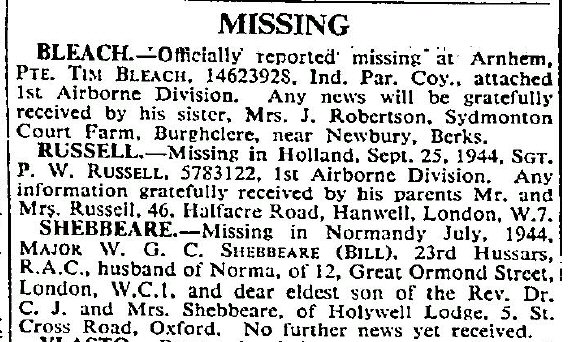 MISSING
BLEACH.—Officially reported missing at Arnhem,
PTE. TIM BLEACH, 14623928, Ind. Par. Coy., attached
1st Airborne Division. Any news will be gratefully
received by his sister, Mrs. J. Robertson, Sydmonton
Court Farm, Burghclere, near Newbury, Berks.
RUSSELL.—Missing in Holland, Sept. 25, 1944, SGT.
P. W. RUSSELL, 5783122, 1st Airborne Division. Any
information gratefully received by his parents Mr. and
Mrs. Russell, 46, Halfacre Road, Hanwell, London, W.7.
SHEBBEARE.—Missing in Normandy July, 1944,
MAJOR W. G. C. SHEBBEARE (BILL), 23rd Hussars,
R.A.C., husband of Norma, of 12, Great Ormond Street,
London, W.C.1, and dear eldest son of the Rev. Dr.
C. J. and Mrs. Shebbeare, of Holywell Lodge, 5, St.
Cross Road, Oxford. No further news yet received.